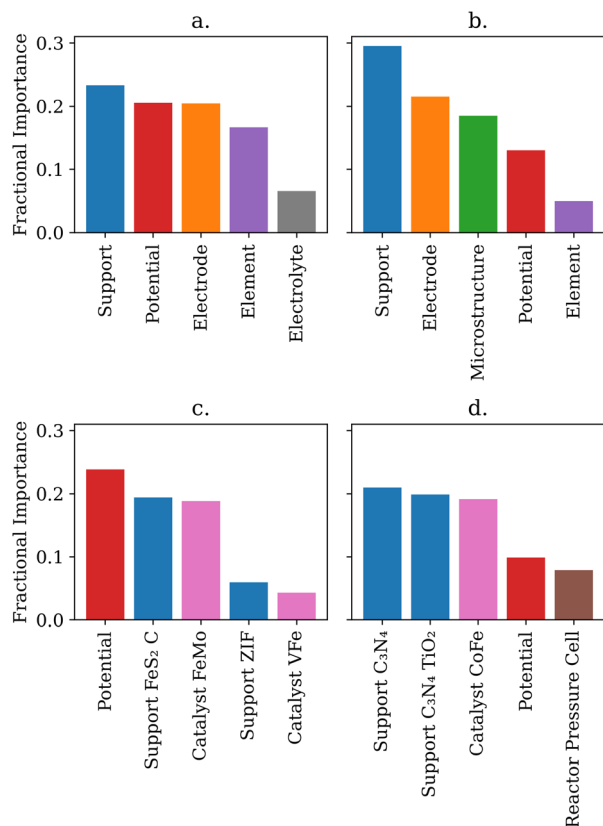 a.
Fractional Importance
0.3
0.2
0.1
0.0
Support
Potential
Electrode
Element
Electrolyte
b.
Support
Electrode
Microstructure
Potential
Element
c.
Fractional Importance
0.3
0.2
0.1
0.0
Potential
Support FeS₂ C
Catalyst FeMo
Support ZIF
Catalyst VFe
d.
Support C₃N₄
Support C₃N₄ TiO₂
Catalyst CoFe
Potential
Reactor Pressure Cell